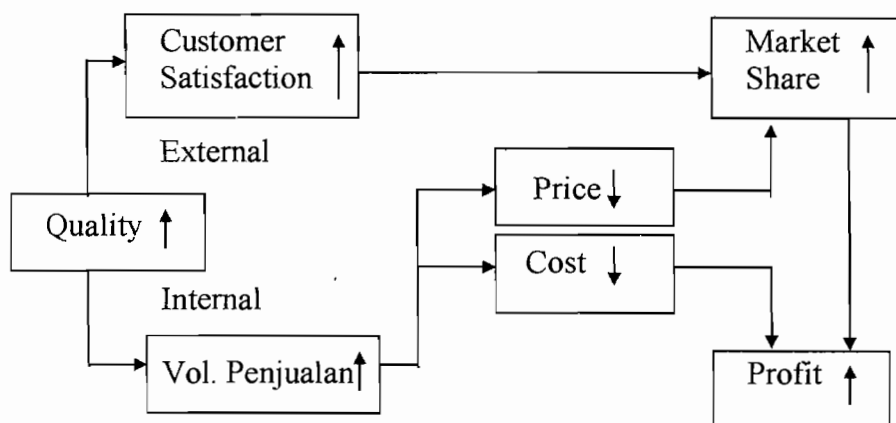 Customer
Satisfaction
Market
Share
External
Price
Quality
Cost
Internal
Vol. Penjualan
Profit